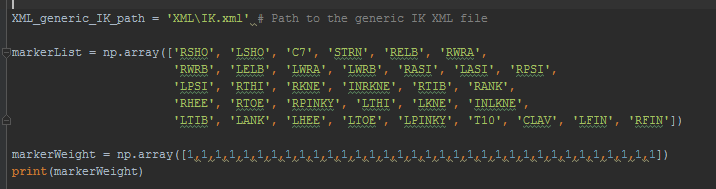 XML_generic_IK_path = 'XML\IK.xml' # Path to the generic IK XML file
markerList = np.array(['RSHO', 'LSHO', 'C7', 'STRN', 'RELB', 'RWRA',
'RWRB', 'LELB', 'LWRA', 'LWRB', 'RASI', 'LASI', 'RPSI',
'LPSI', 'RTHI', 'RKNE', 'INRKNE', 'RTIB', 'RANK',
'RHEE', 'RTOE', 'RPINKY', 'LTHI', 'LKNE', 'INLKNE',
'LTIB', 'LANK', 'LHEE', 'LTOE', 'LPINKY', 'T10', 'CLAV', 'LFIN', 'RFIN'])
markerWeight = np.array([1,1,1,1,1,1,1,1,1,1,1,1,1,1,1,1,1,1,1,1,1,1,1,1,1,1,1,1,1,1,1,1,1,1])
print(markerWeight)